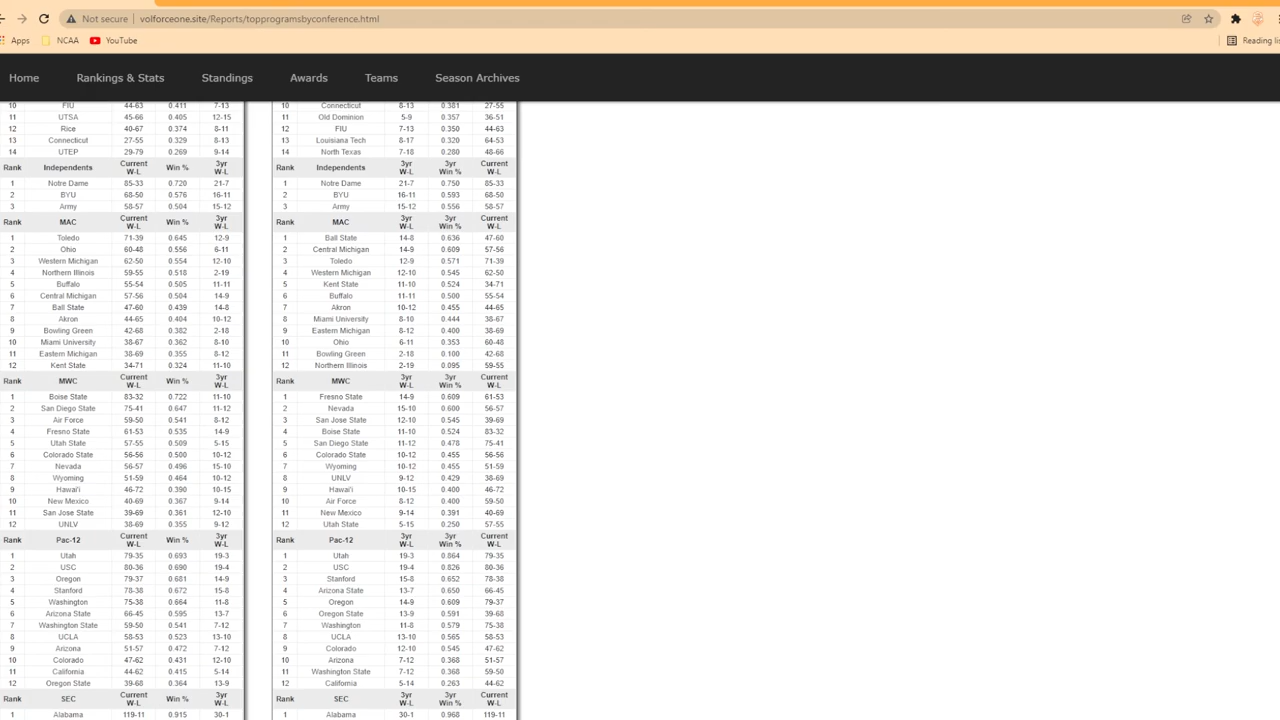 Not secure volforceone.site/Reports/topprogramsbyconference.html
Apps NCAA YouTube Reading lis
Home Rankings & Stats Standings Awards Teams Season Archives
10 FIU 44-63 0.411 7-13 10 Connecticut 8-13 0.381 27-55
11 UTSA 45-66 0.405 12-15 11 Old Dominion 5-9 0.357 36-51
12 Rice 40-67 0.374 8-11 12 FIU 7-13 0.350 44-63
13 Connecticut 27-55 0.329 8-13 13 Louisiana Tech 8-17 0.320 64-53
14 UTEP 29-79 0.269 9-14 14 North Texas 7-18 0.280 48-66
Rank Independents Current W-L Win % 3yr W-L Rank Independents 3yr W-L 3yr Win % Current W-L
1 Notre Dame 85-33 0.720 21-7 1 Notre Dame 21-7 0.750 85-33
2 BYU 68-50 0.576 16-11 2 BYU 16-11 0.593 68-50
3 Army 58-57 0.504 15-12 3 Army 15-12 0.556 58-57
Rank MAC Current W-L Win % 3yr W-L Rank MAC 3yr W-L 3yr Win % Current W-L
1 Toledo 71-39 0.645 12-9 1 Ball State 14-8 0.636 47-60
2 Ohio 60-48 0.556 6-11 2 Central Michigan 14-9 0.609 57-56
3 Western Michigan 62-50 0.554 12-10 3 Toledo 12-9 0.571 71-39
4 Northern Illinois 59-55 0.518 2-19 4 Western Michigan 12-10 0.545 62-50
5 Buffalo 55-54 0.505 11-11 5 Kent State 11-10 0.524 34-71
6 Central Michigan 57-56 0.504 14-9 6 Buffalo 11-11 0.500 55-54
7 Ball State 47-60 0.439 14-8 7 Akron 10-12 0.455 44-65
8 Akron 44-65 0.404 10-12 8 Miami University 8-10 0.444 38-67
9 Bowling Green 42-68 0.382 2-18 9 Eastern Michigan 8-12 0.400 38-69
10 Miami University 38-67 0.362 8-10 10 Ohio 6-11 0.353 60-48
11 Eastern Michigan 38-69 0.355 8-12 11 Bowling Green 2-18 0.100 42-68
12 Kent State 34-71 0.324 11-10 12 Northern Illinois 2-19 0.095 59-55
Rank MWC Current W-L Win % 3yr W-L Rank MWC 3yr W-L 3yr Win % Current W-L
1 Boise State 83-32 0.722 11-10 1 Fresno State 14-9 0.609 61-53
2 San Diego State 75-41 0.647 11-12 2 Nevada 15-10 0.600 56-57
3 Air Force 59-50 0.541 8-12 3 San Jose State 12-10 0.545 39-69
4 Fresno State 61-53 0.535 14-9 4 Boise State 11-10 0.524 83-32
5 Utah State 57-55 0.509 5-15 5 San Diego State 11-12 0.478 75-41
6 Colorado State 56-56 0.500 10-12 6 Colorado State 10-12 0.455 56-56
7 Nevada 56-57 0.496 15-10 7 Wyoming 10-12 0.455 51-59
8 Wyoming 51-59 0.464 10-12 8 UNLV 9-12 0.429 38-69
9 Hawai'i 46-72 0.390 10-15 9 Hawai'i 10-15 0.400 46-72
10 New Mexico 40-69 0.367 9-14 10 Air Force 8-12 0.400 59-50
11 San Jose State 39-69 0.361 12-10 11 New Mexico 9-14 0.391 40-69
12 UNLV 38-69 0.355 9-12 12 Utah State 5-15 0.250 57-55
Rank Pac-12 Current W-L Win % 3yr W-L Rank Pac-12 3yr W-L 3yr Win % Current W-L
1 Utah 79-35 0.693 19-3 1 Utah 19-3 0.864 79-35
2 USC 80-36 0.690 19-4 2 USC 19-4 0.826 80-36
3 Oregon 79-37 0.681 14-9 3 Stanford 15-8 0.652 78-38
4 Stanford 78-38 0.672 15-8 4 Arizona State 13-7 0.650 66-45
5 Washington 75-38 0.664 11-8 5 Oregon 14-9 0.609 79-37
6 Arizona State 66-45 0.595 13-7 6 Oregon State 13-9 0.591 39-68
7 Washington State 59-50 0.541 7-12 7 Washington 11-8 0.579 75-38
8 UCLA 58-53 0.523 13-10 8 UCLA 13-10 0.565 58-53
9 Arizona 51-57 0.472 7-12 9 Colorado 12-10 0.545 47-62
10 Colorado 47-62 0.431 12-10 10 Arizona 7-12 0.368 51-57
11 California 44-62 0.415 5-14 11 Washington State 7-12 0.368 59-50
12 Oregon State 39-68 0.364 13-9 12 California 5-14 0.263 44-62
Rank SEC Current W-L Win % 3yr W-L Rank SEC 3yr W-L 3yr Win % Current W-L
1 Alabama 119-11 0.915 30-1 1 Alabama 30-1 0.968 119-11